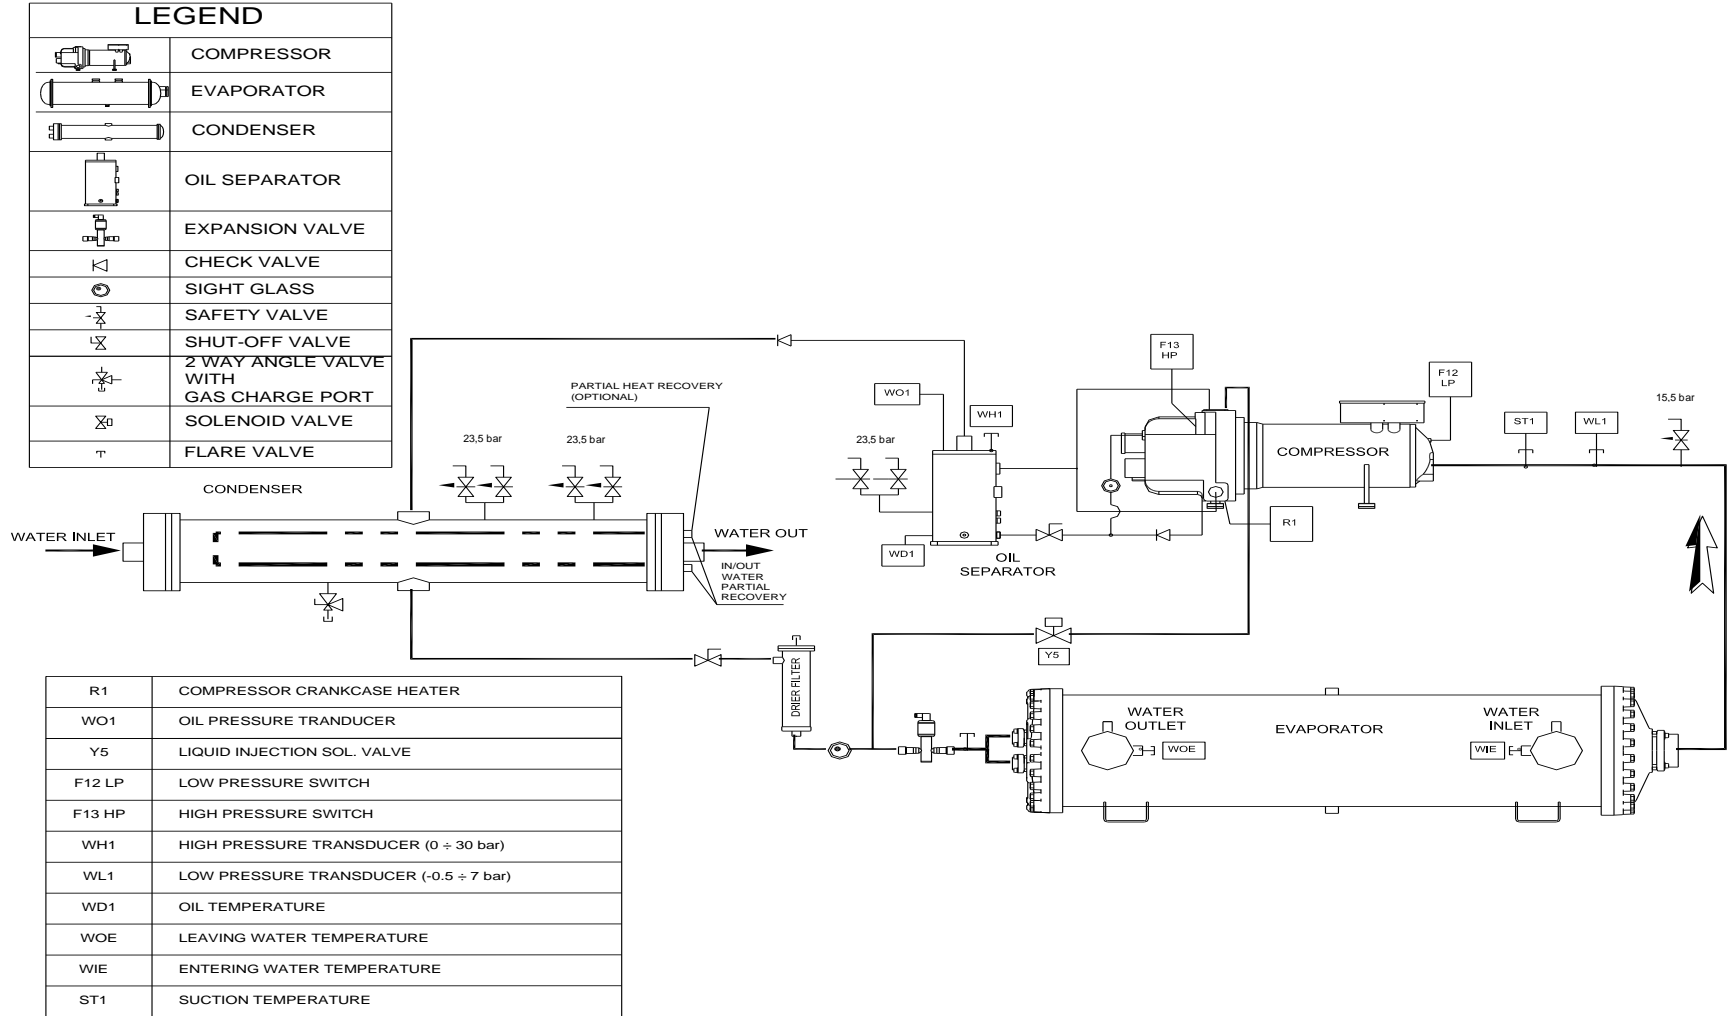 LEGEND
COMPRESSOR
EVAPORATOR
CONDENSER
OIL SEPARATOR
EXPANSION VALVE
CHECK VALVE
SIGHT GLASS
SAFETY VALVE
SHUT-OFF VALVE
2 WAY ANGLE VALVE
WITH
GAS CHARGE PORT
SOLENOID VALVE
FLARE VALVE
CONDENSER
WATER INLET
23,5 bar
23,5 bar
PARTIAL HEAT RECOVERY
(OPTIONAL)
WATER OUT
IN/OUT
WATER
PARTIAL
RECOVERY
WO1
WH1
23,5 bar
WD1
OIL
SEPARATOR
F13
HP
F12
LP
COMPRESSOR
R1
ST1
WL1
15,5 bar
Y5
DRIER FILTER
WATER
OUTLET
WOE
EVAPORATOR
WATER
INLET
WIE
R1 COMPRESSOR CRANKCASE HEATER
WO1 OIL PRESSURE TRANDUCER
Y5 LIQUID INJECTION SOL. VALVE
F12 LP LOW PRESSURE SWITCH
F13 HP HIGH PRESSURE SWITCH
WH1 HIGH PRESSURE TRANSDUCER (0 ÷ 30 bar)
WL1 LOW PRESSURE TRANSDUCER (-0.5 ÷ 7 bar)
WD1 OIL TEMPERATURE
WOE LEAVING WATER TEMPERATURE
WIE ENTERING WATER TEMPERATURE
ST1 SUCTION TEMPERATURE